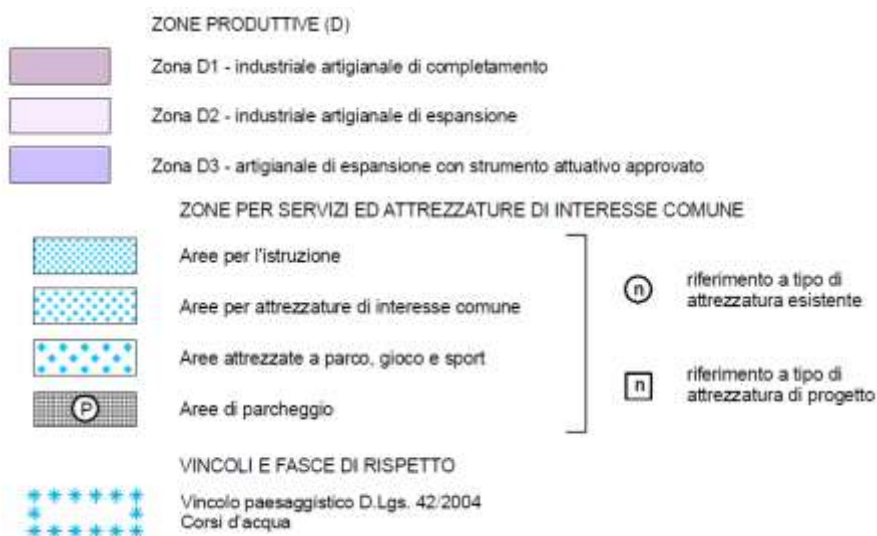 ZONE PRODUTTIVE (D)
Zona D1 - industriale artigianale di completamento
Zona D2 - industriale artigianale di espansione
Zona D3 - artigianale di espansione con strumento attuativo approvato
ZONE PER SERVIZI ED ATTREZZATURE DI INTERESSE COMUNE
Aree per l'istruzione
Aree per attrezzature di interesse comune
Aree attrezzate a parco, gioco e sport
P
Aree di parcheggio
n
riferimento a tipo di
attrezzatura esistente
n
riferimento a tipo di
attrezzatura di progetto
VINCOLI E FASCE DI RISPETTO
Vincolo paesaggistico D.Lgs. 42/2004
Corsi d'acqua